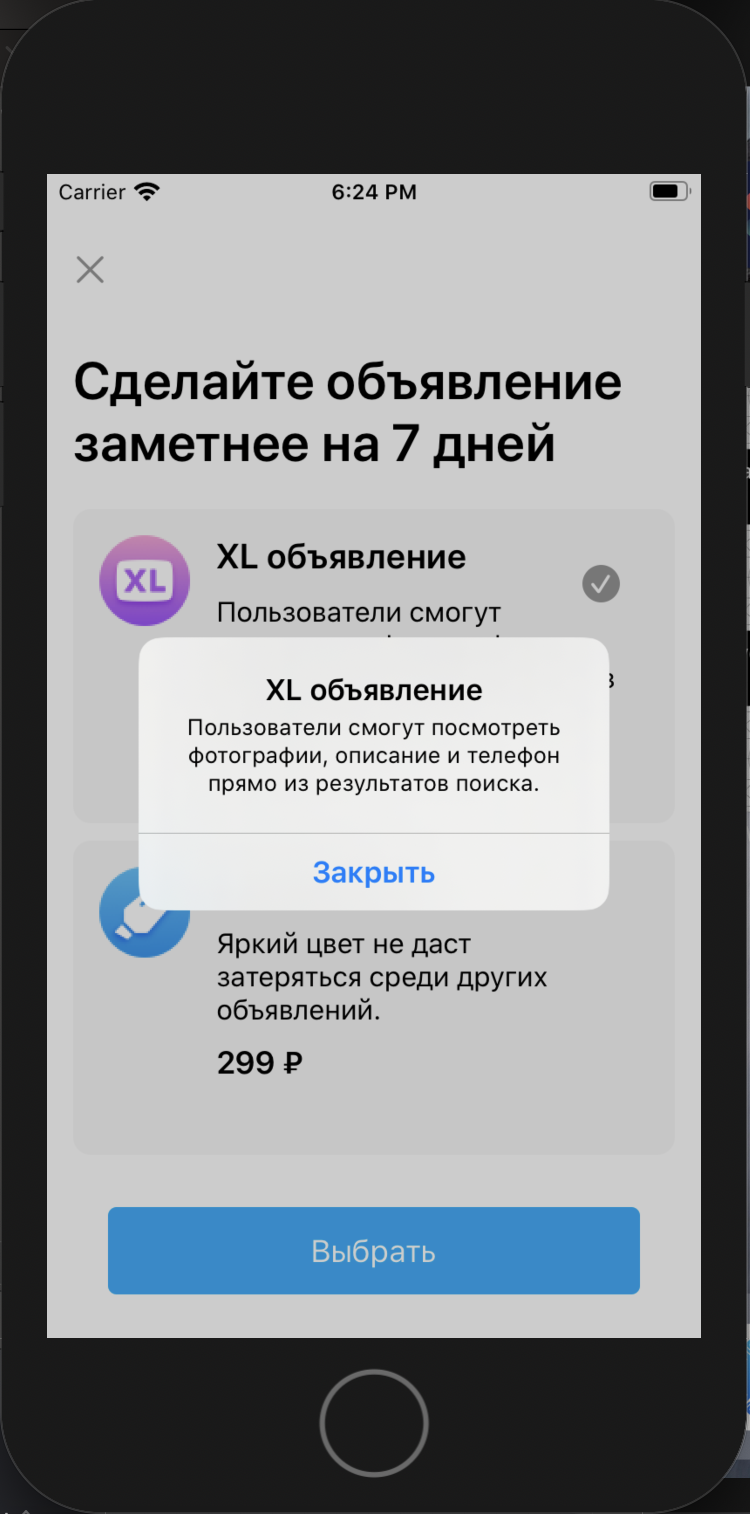 Carrier
6:24 PM
Сделайте объявление
заметнее на 7 дней
XL
XL объявление
Пользователи смогут
XL объявление
Пользователи смогут посмотреть
фотографии, описание и телефон
прямо из результатов поиска.
Закрыть
Яркий цвет не даст
затеряться среди других
объявлений.
299 ₽
Выбрать